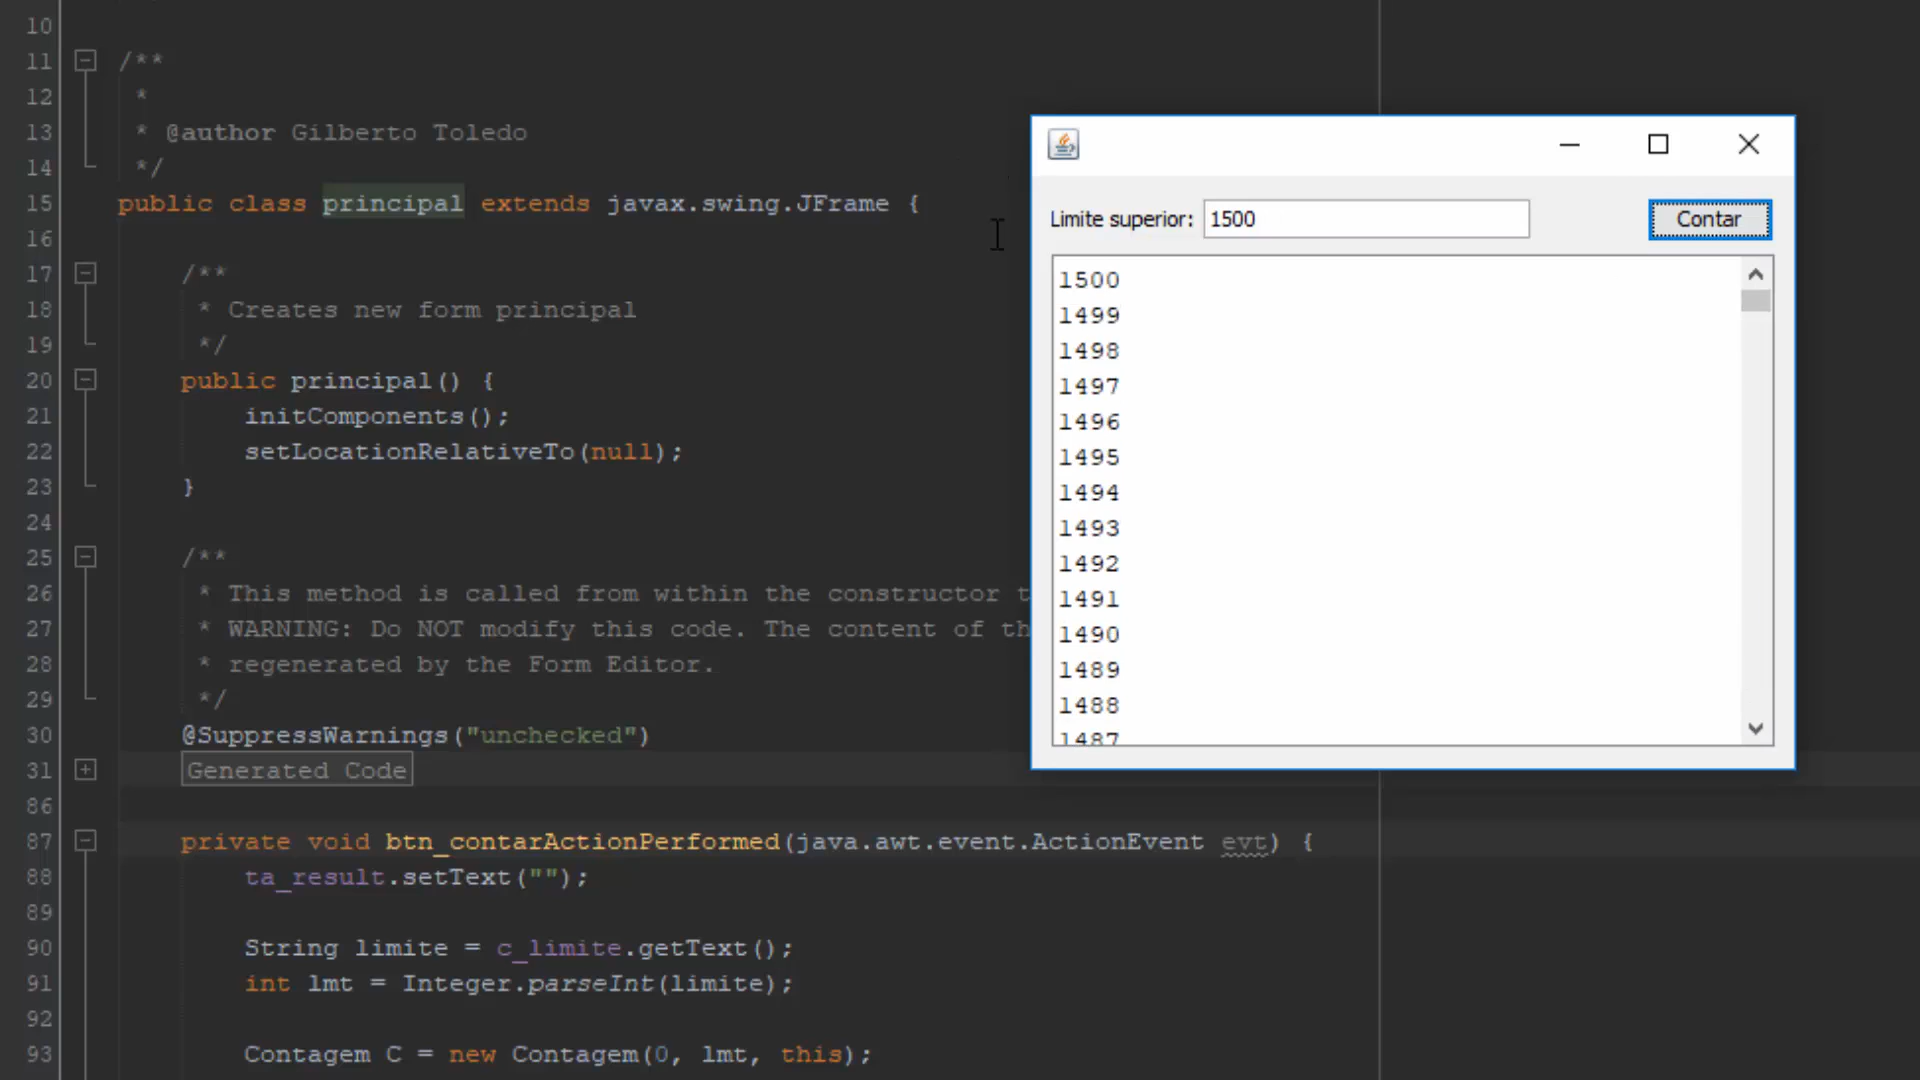 10
11 /**
12 *
13 * @author Gilberto Toledo
14 */
15 public class principal extends javax.swing.JFrame {
16
17 /**
18 * Creates new form principal
19 */
20 public principal() {
21 initComponents();
22 setLocationRelativeTo(null);
23 }
24
25 /**
26 * This method is called from within the constructor t
27 * WARNING: Do NOT modify this code. The content of th
28 * regenerated by the Form Editor.
29 */
30 @SuppressWarnings("unchecked")
31 Generated Code
86
87 private void btn_contarActionPerformed(java.awt.event.ActionEvent evt) {
88 ta_result.setText("");
89
90 String limite = c_limite.getText();
91 int lmt = Integer.parseInt(limite);
92
93 Contagem C = new Contagem(0, lmt, this);
Limite superior: 1500 Contar
1500
1499
1498
1497
1496
1495
1494
1493
1492
1491
1490
1489
1488
1487